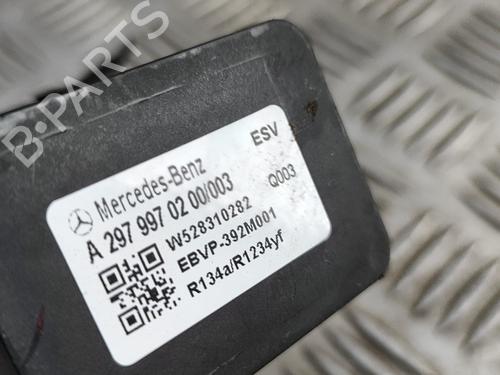 B-PARTS
Mercedes-Benz ESV
A 297 997 02 00/003
W528310282 Q003
EBVP-392M001
R134a/R1234yf